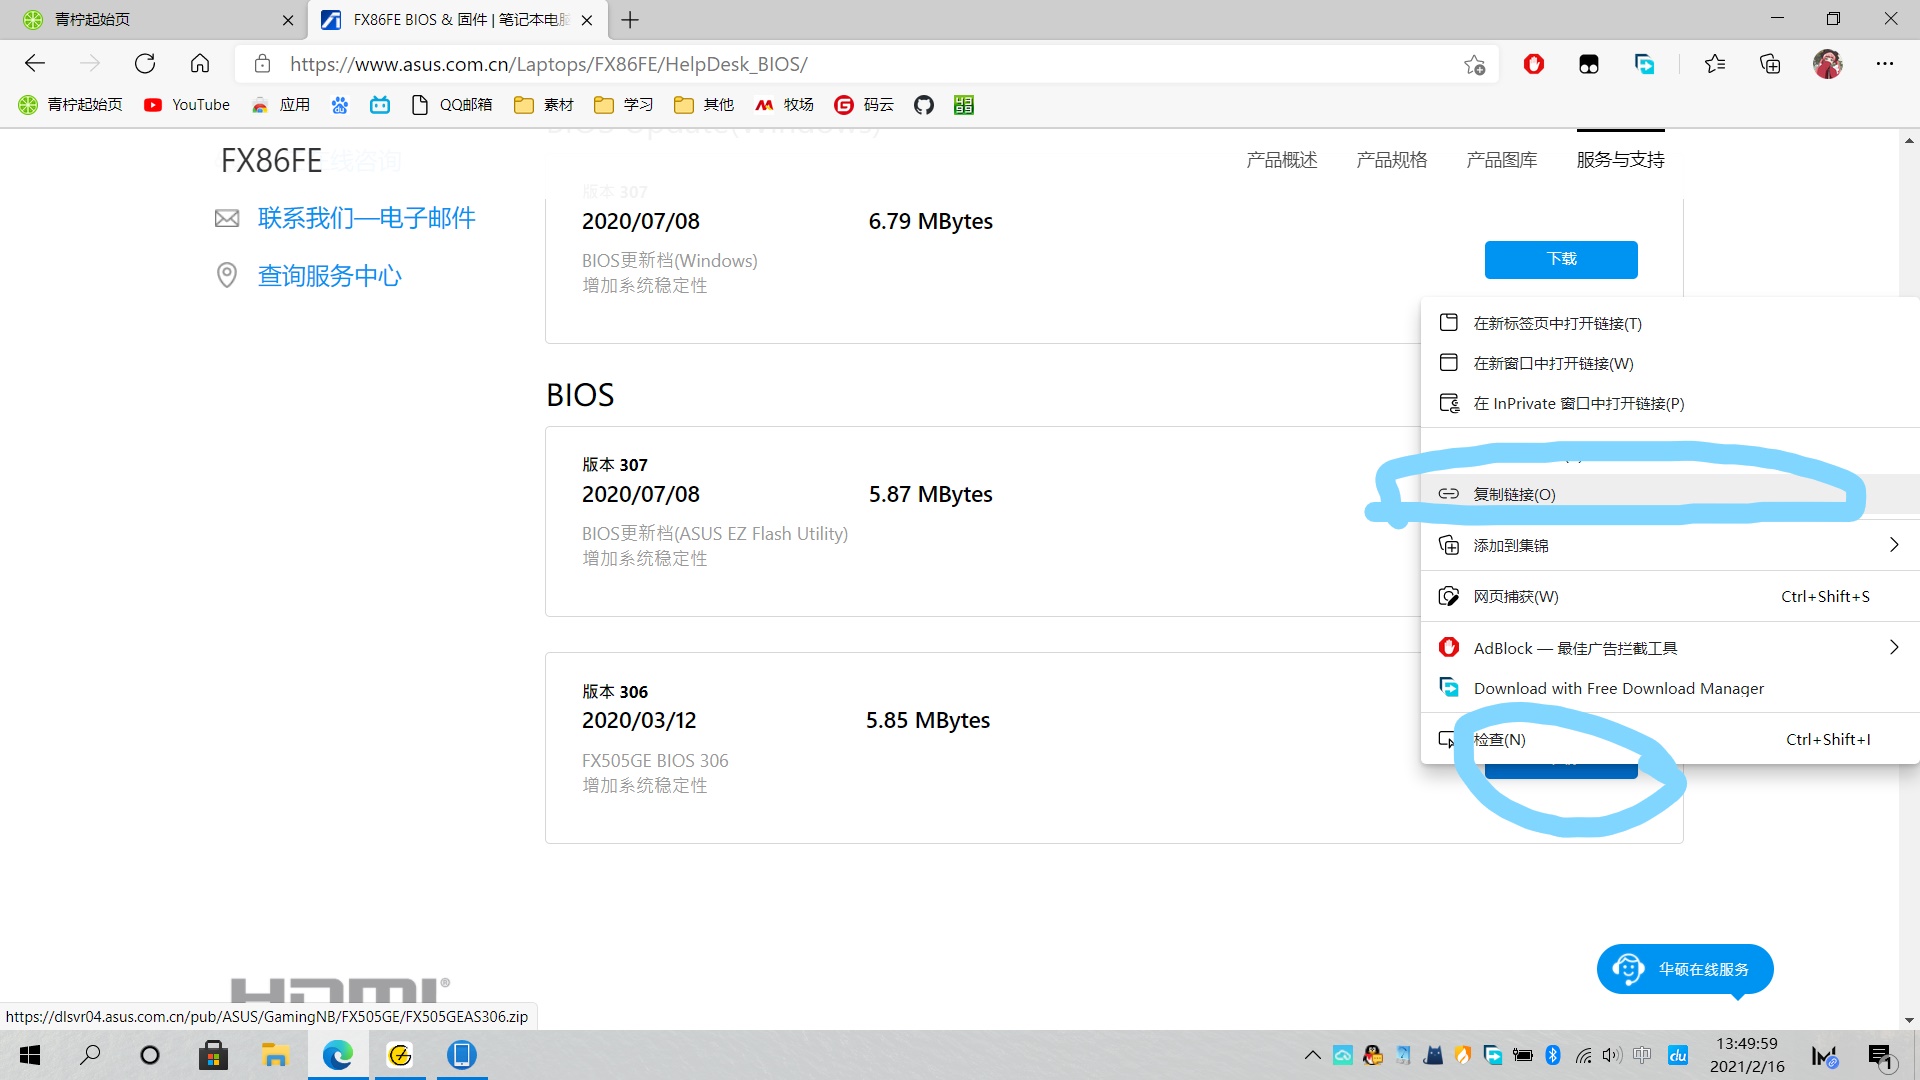 青柠起始页
FX86FE BIOS & 固件 | 笔记本电脑
https://www.asus.com.cn/Laptops/FX86FE/HelpDesk_BIOS/
青柠起始页
YouTube
应用
QQ邮箱
素材
学习
其他
牧场
码云
BIOS Update(Windows)
FX86FE
在线咨询
产品概述
产品规格
产品图库
服务与支持
联系我们—电子邮件
查询服务中心
版本 307
2020/07/08
6.79 MBytes
BIOS更新档(Windows)
增加系统稳定性
下载
BIOS
版本 307
2020/07/08
5.87 MBytes
BIOS更新档(ASUS EZ Flash Utility)
增加系统稳定性
版本 306
2020/03/12
5.85 MBytes
FX505GE BIOS 306
增加系统稳定性
在新标签页中打开链接(T)
在新窗口中打开链接(W)
在 InPrivate 窗口中打开链接(P)
复制链接(O)
添加到集锦
网页捕获(W)
Ctrl+Shift+S
AdBlock — 最佳广告拦截工具
Download with Free Download Manager
检查(N)
Ctrl+Shift+I
华硕在线服务
HDMI®
https://dlsvr04.asus.com.cn/pub/ASUS/GamingNB/FX505GE/FX505GEAS306.zip
中
du
13:49:59
2021/2/16
1